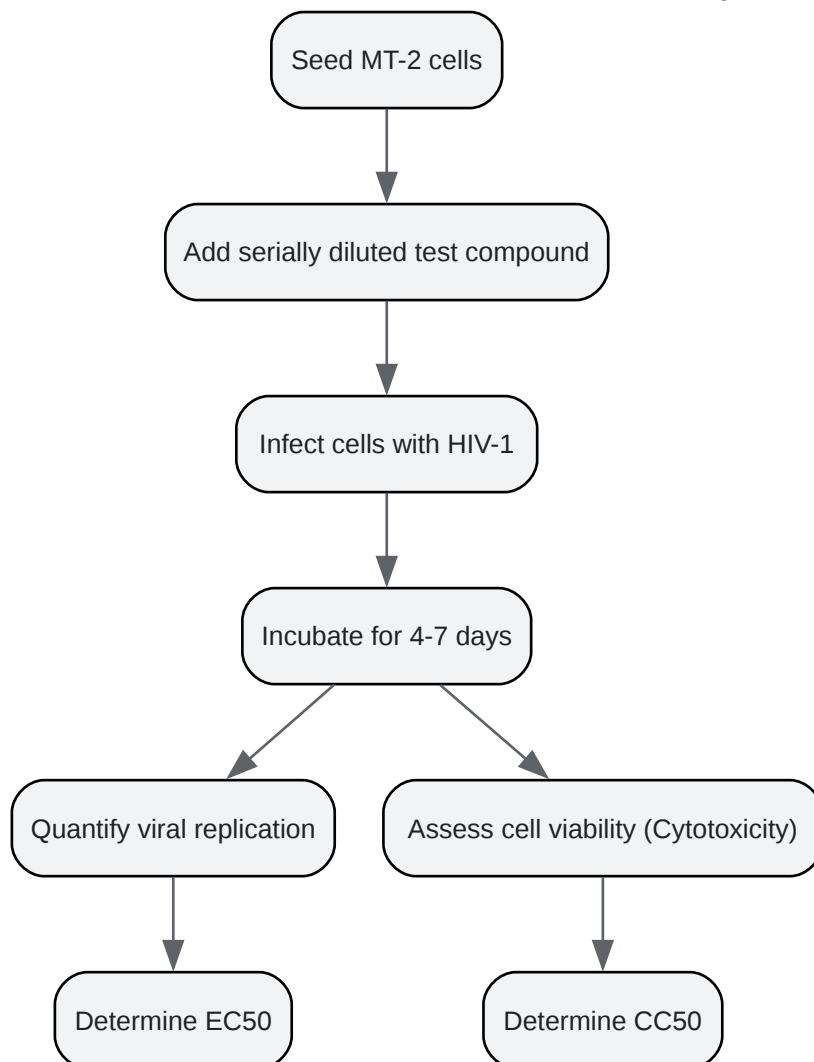 Seed MT-2 cells
Add serially diluted test compound
Infect cells with HIV-1
Incubate for 4-7 days
Quantify viral replication
Assess cell viability (Cytotoxicity)
Determine EC50
Determine CC50